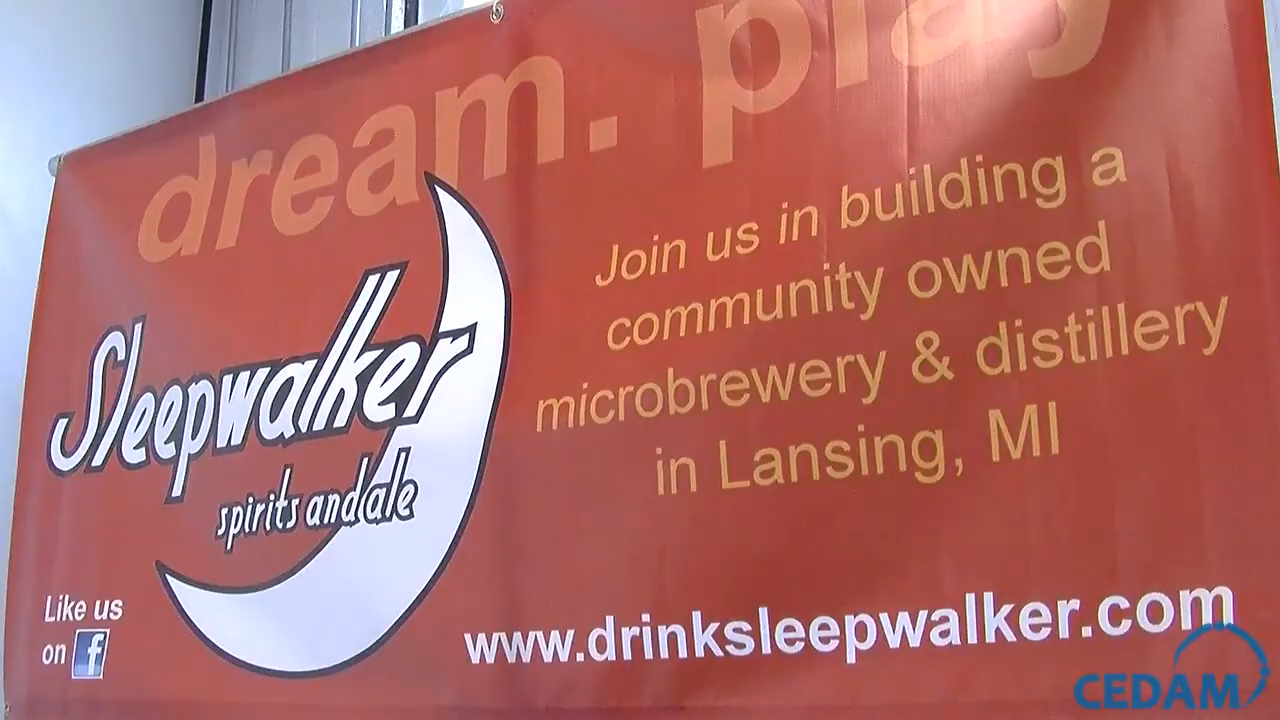 dream. play
Join us in building a
community owned
microbrewery & distillery
in Lansing, MI
Sleepwalker
spirits and ale
Like us
on f
www.drinksleepwalker.com
CEDAM